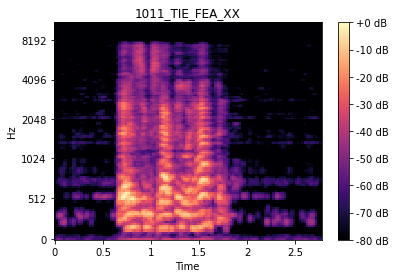 1011_TIE_FEA_XX
+0 dB
8192
-10 dB
4096
-20 dB
-30 dB
2048
Hz
-40 dB
1024
-50 dB
512
-60 dB
-70 dB
0
-80 dB
0 0.5 1 1.5 2 2.5
Time